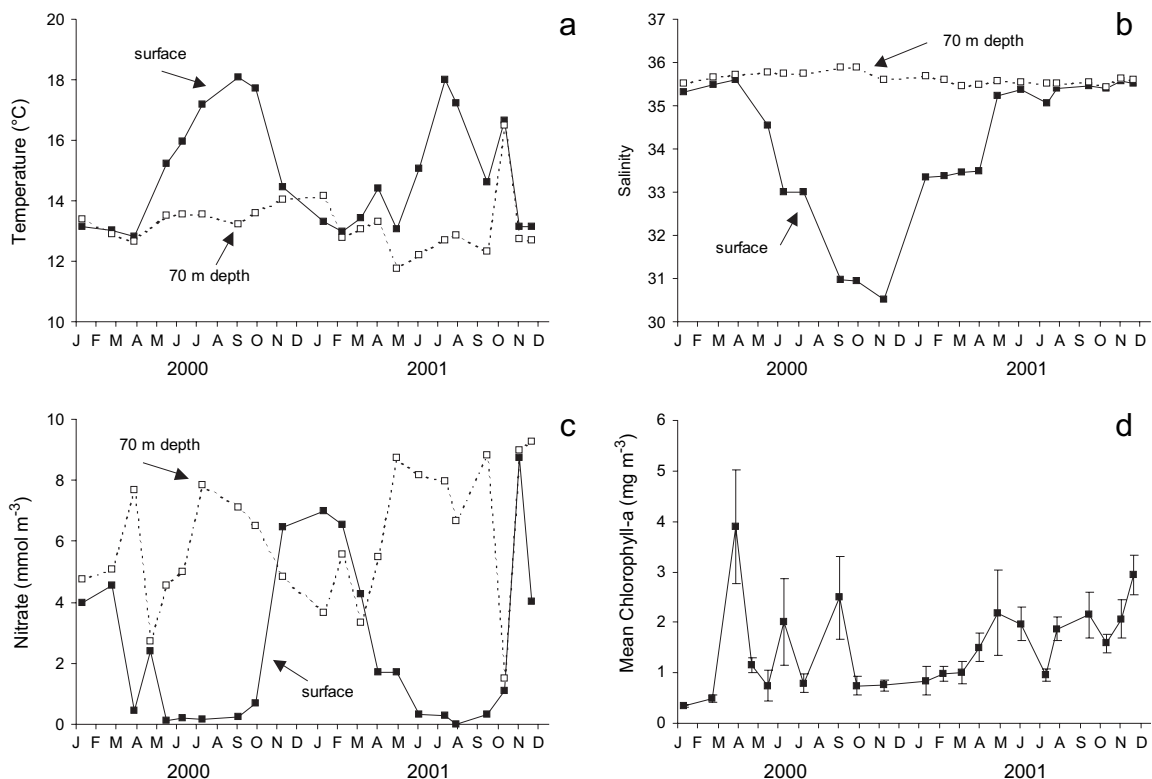 a
Temperature (°C)
20
18
16
14
12
10
surface
70 m depth
J F M A M J J A S O N D J F M A M J J A S O N D
2000 2001
b
Salinity
37
36
35
34
33
32
31
30
70 m depth
surface
J F M A M J J A S O N D J F M A M J J A S O N D
2000 2001
c
Nitrate (mmol m-3)
10
8
6
4
2
0
70 m depth
surface
J F M A M J J A S O N D J F M A M J J A S O N D
2000 2001
d
Mean Chlorophyll-a (mg m-3)
6
5
4
3
2
1
0
J F M A M J J A S O N D J F M A M J J A S O N D
2000 2001